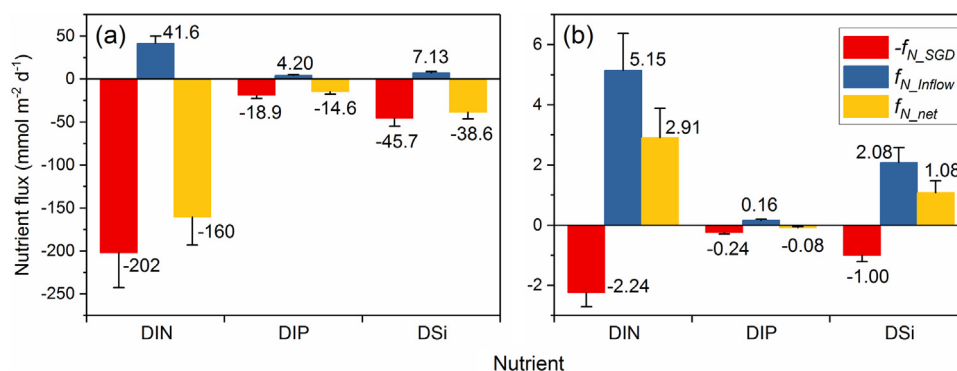 (a)
Nutrient flux (mmol m⁻² d⁻¹)
50
0
-50
-100
-150
-200
-250
41.6
-202
-160
4.20
-18.9
-14.6
7.13
-45.7
-38.6
DIN
DIP
DSi
(b)
6
4
2
0
-2
5.15
2.91
-2.24
0.16
-0.24
-0.08
2.08
1.08
-1.00
-f_N_SGD
f_N_Inflow
f_N_net
DIN
DIP
DSi
Nutrient